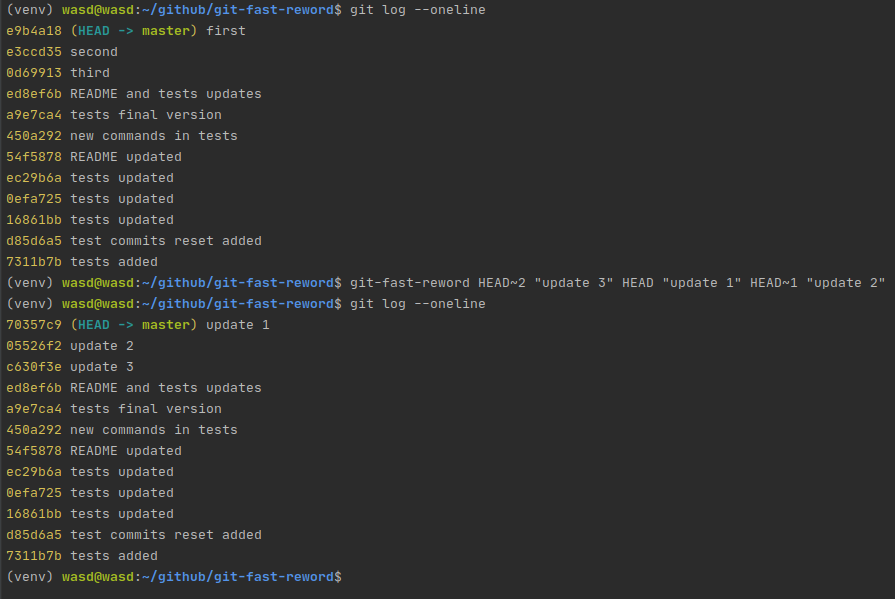 (venv) wasd@wasd:~/github/git-fast-reword$ git log --oneline
e9b4a18 (HEAD -> master) first
e3ccd35 second
0d69913 third
ed8ef6b README and tests updates
a9e7ca4 tests final version
450a292 new commands in tests
54f5878 README updated
ec29b6a tests updated
0efa725 tests updated
16861bb tests updated
d85d6a5 test commits reset added
7311b7b tests added
(venv) wasd@wasd:~/github/git-fast-reword$ git-fast-reword HEAD~2 "update 3" HEAD "update 1" HEAD~1 "update 2"
(venv) wasd@wasd:~/github/git-fast-reword$ git log --oneline
70357c9 (HEAD -> master) update 1
05526f2 update 2
c630f3e update 3
ed8ef6b README and tests updates
a9e7ca4 tests final version
450a292 new commands in tests
54f5878 README updated
ec29b6a tests updated
0efa725 tests updated
16861bb tests updated
d85d6a5 test commits reset added
7311b7b tests added
(venv) wasd@wasd:~/github/git-fast-reword$